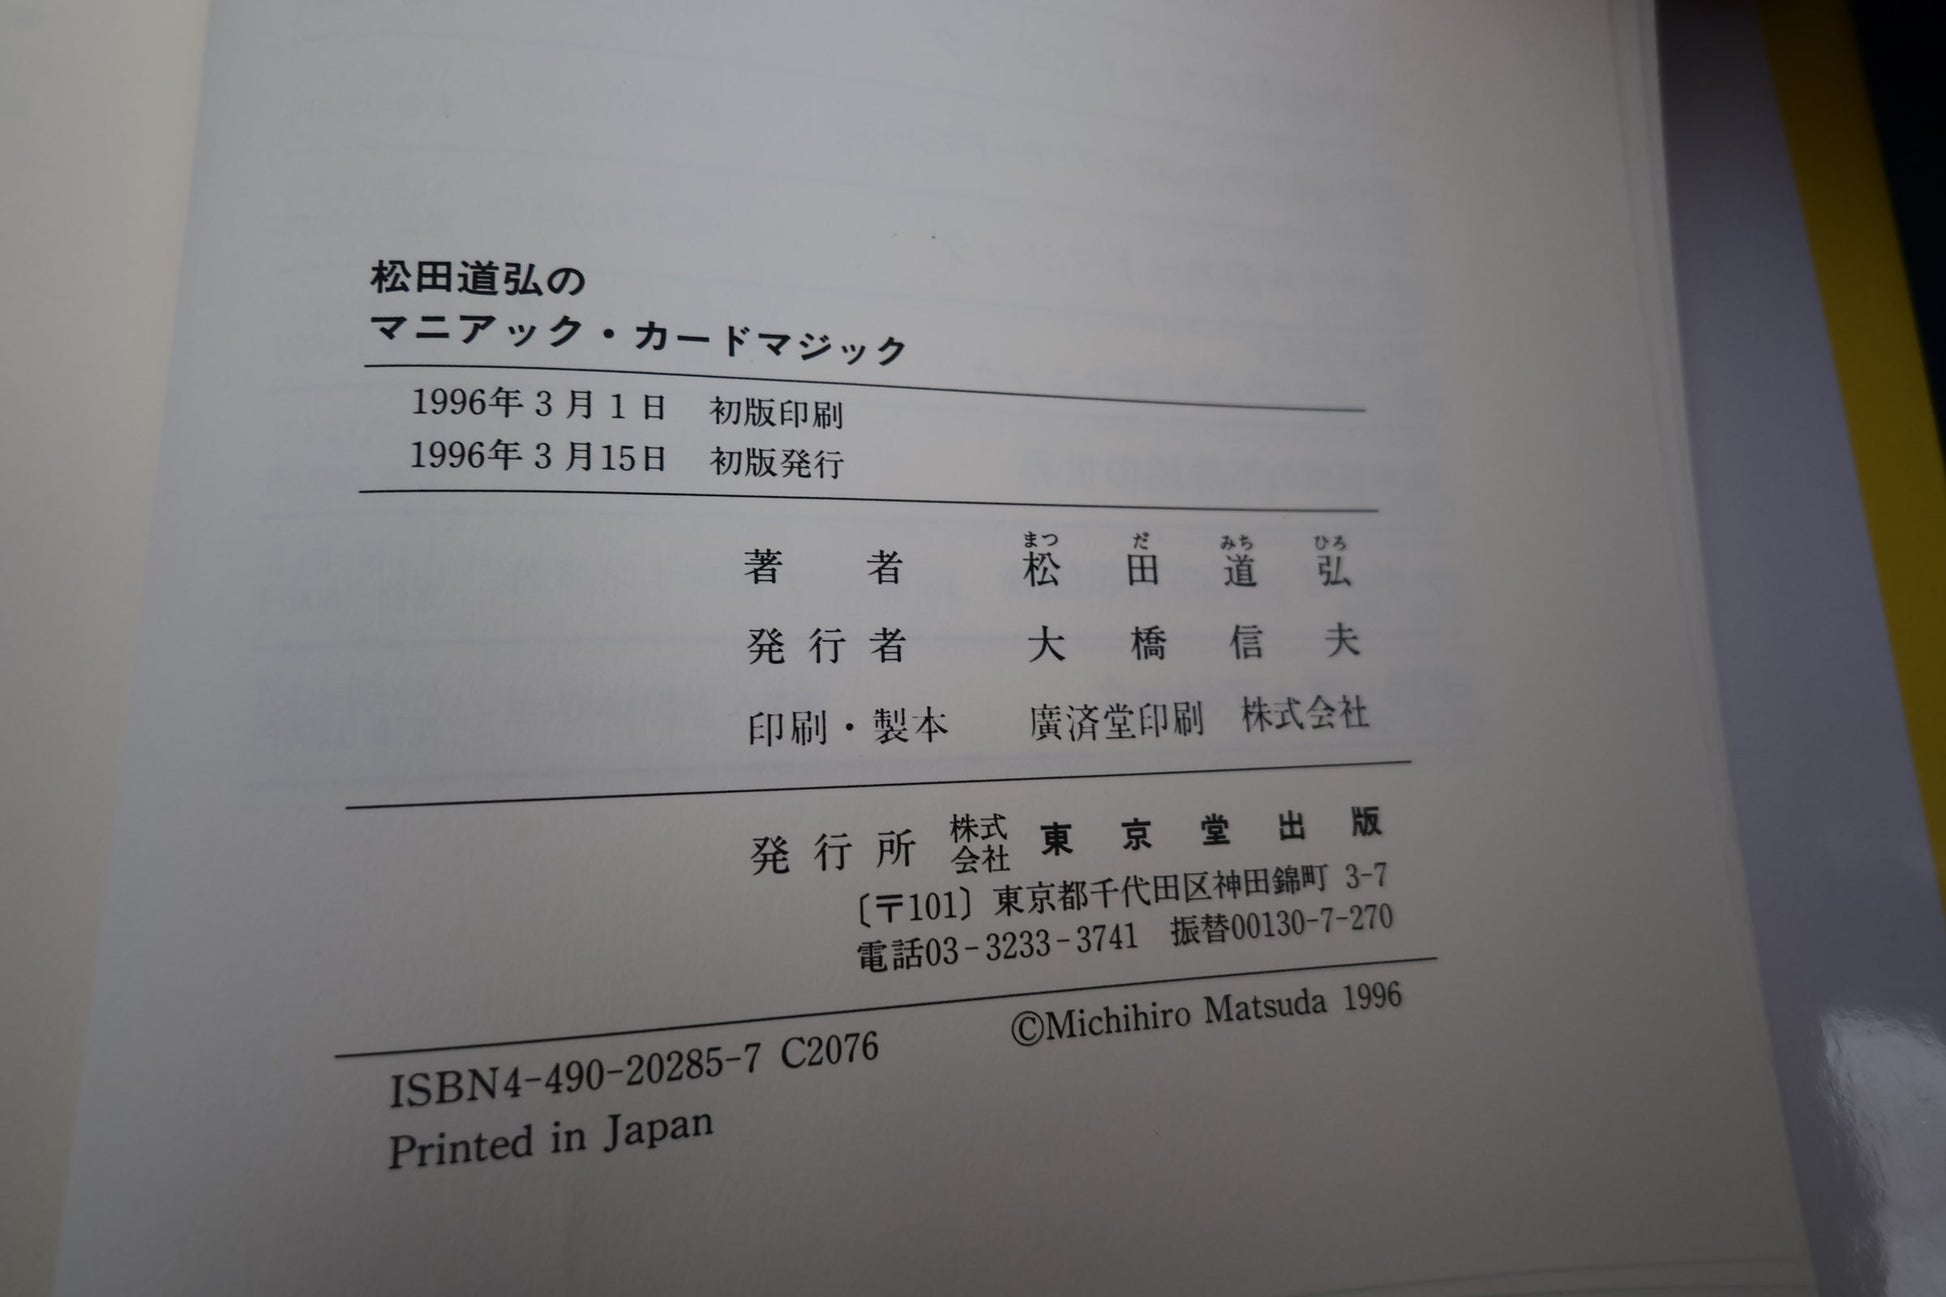 松田道弘の
マニアック・カードマジック
1996年3月1日 初版印刷
1996年3月15日 初版発行
まつ だ みち ひろ
著者 松田道弘
発行者 大橋信夫
印刷・製本 廣済堂印刷 株式会社
発行所 株式会社 東京堂出版
〔〒101〕東京都千代田区神田錦町 3-7
電話03-3233-3741 振替00130-7-270
©Michihiro Matsuda 1996
ISBN4-490-20285-7 C2076
Printed in Japan